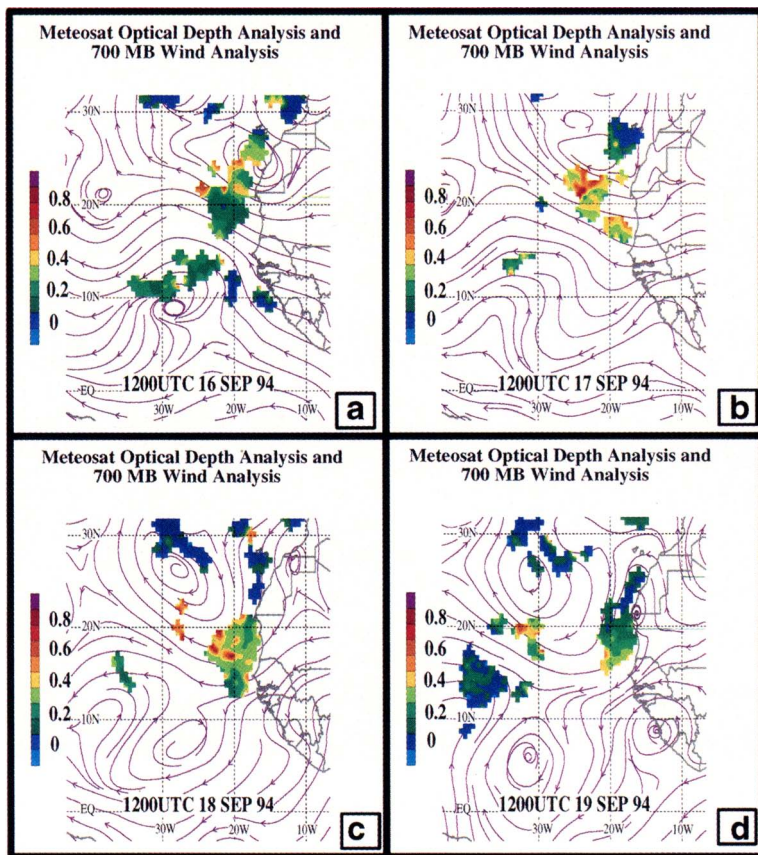 Meteosat Optical Depth Analysis and
700 MB Wind Analysis
30N
0.8
0.6
20N
0.4
0.2
10N
0
EQ
1200UTC 16 SEP 94
30W
20W
10W
a
Meteosat Optical Depth Analysis and
700 MB Wind Analysis
30N
0.8
0.6
20N
0.4
0.2
10N
0
EQ
1200UTC 17 SEP 94
30W
20W
10W
b
Meteosat Optical Depth Analysis and
700 MB Wind Analysis
30N
0.8
0.6
20N
0.4
0.2
10N
0
EQ
1200UTC 18 SEP 94
30W
20W
10W
c
Meteosat Optical Depth Analysis and
700 MB Wind Analysis
30N
0.8
0.6
20N
0.4
0.2
10N
0
EQ
1200UTC 19 SEP 94
30W
20W
10W
d